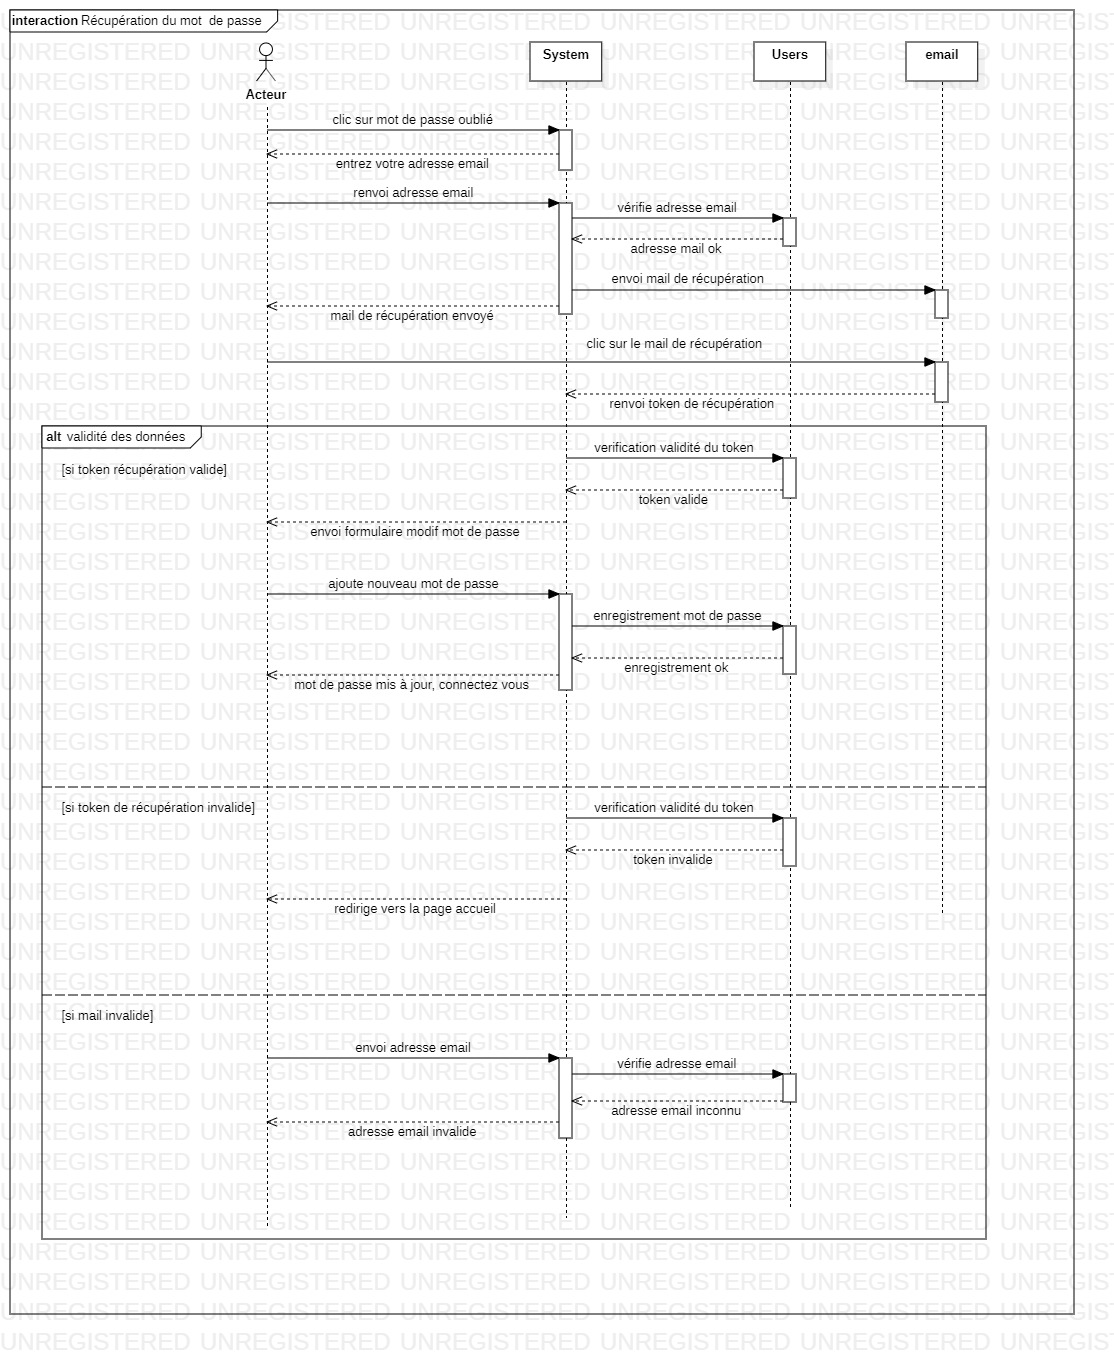 interaction Récupération du mot de passe
System
Users
email
Acteur
clic sur mot de passe oublié
entrez votre adresse email
renvoi adresse email
vérifie adresse email
adresse mail ok
envoi mail de récupération
mail de récupération envoyé
clic sur le mail de récupération
renvoi token de récupération
alt validité des données
verification validité du token
[si token récupération valide]
token valide
envoi formulaire modif mot de passe
ajoute nouveau mot de passe
enregistrement mot de passe
enregistrement ok
mot de passe mis à jour, connectez vous
[si token de récupération invalide]
verification validité du token
token invalide
redirige vers la page accueil
[si mail invalide]
envoi adresse email
vérifie adresse email
adresse email inconnu
adresse email invalide
UNREGISTERED